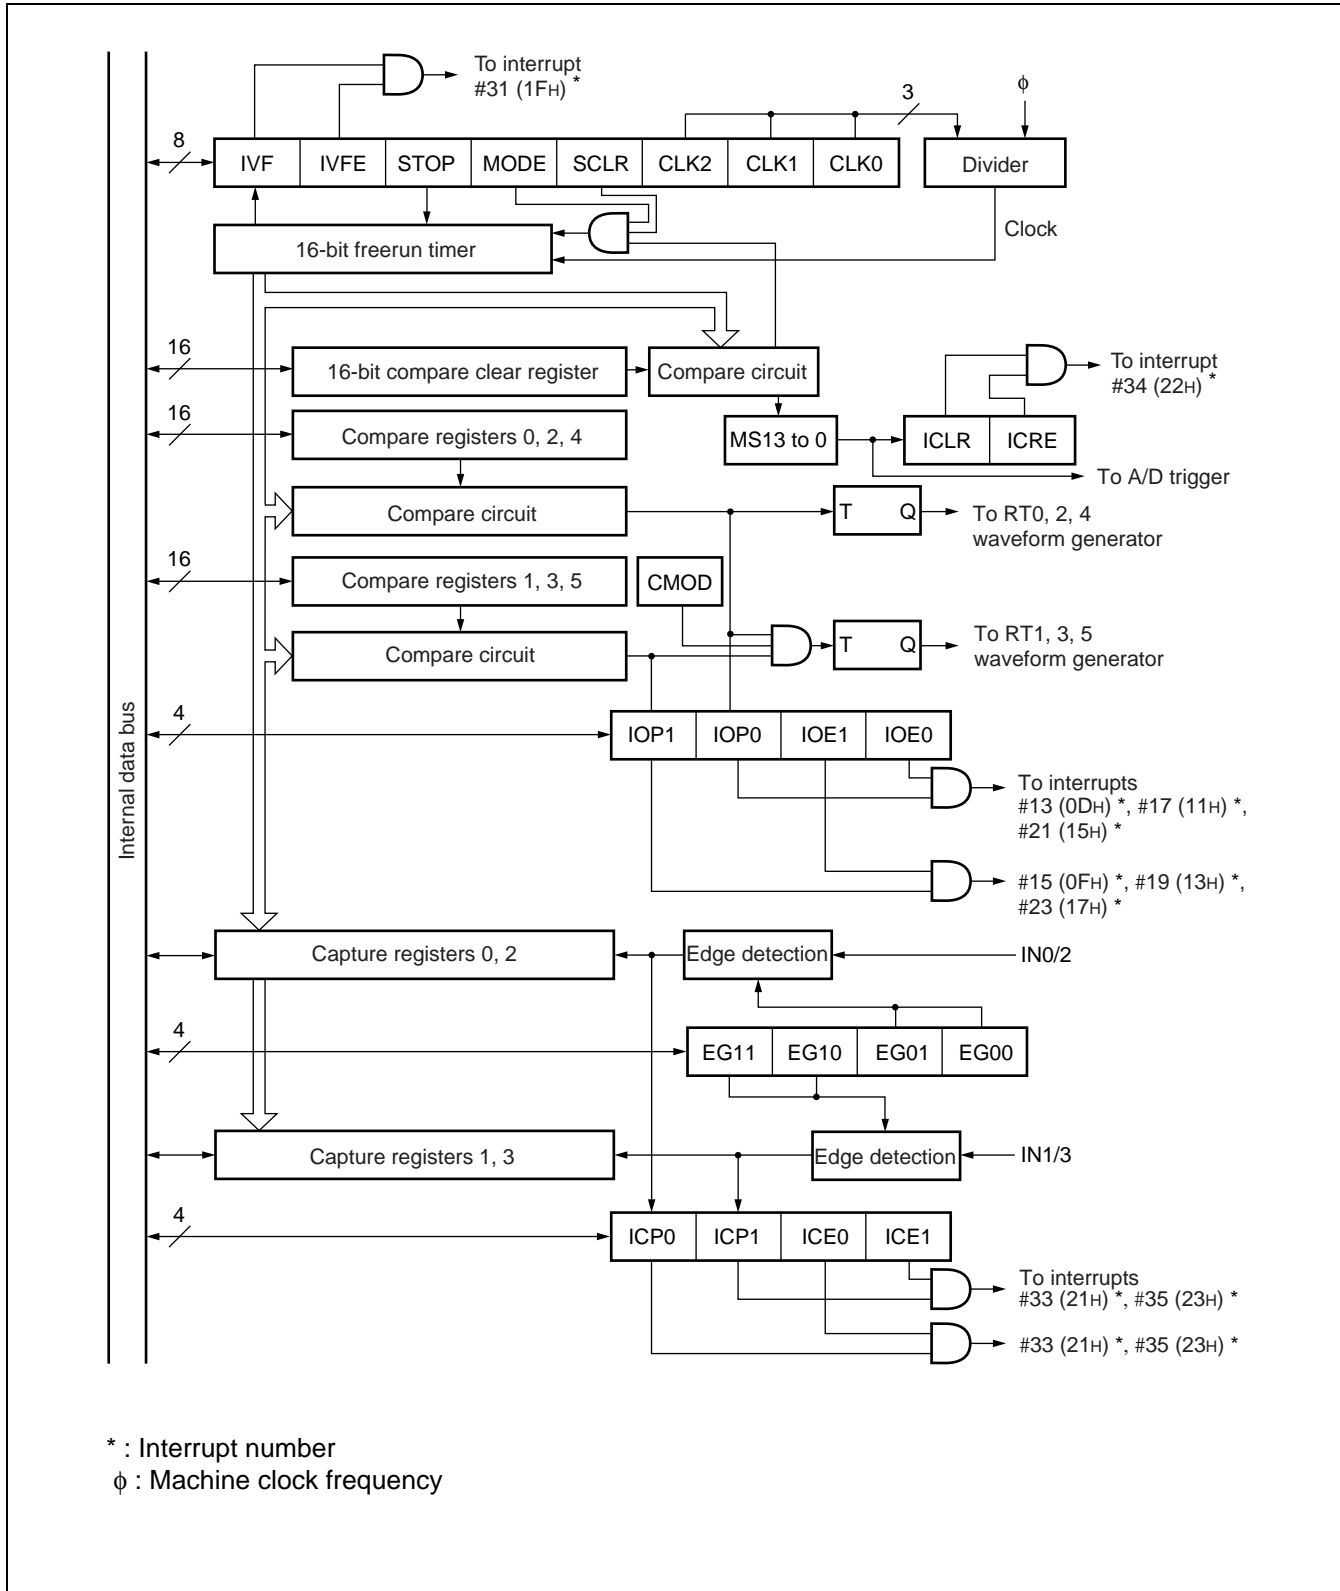 To interrupt
#31 (1FH) *
3
φ
8
IVF IVFE STOP MODE SCLR CLK2 CLK1 CLK0
Divider
16-bit freerun timer
Clock
16
16-bit compare clear register
Compare circuit
To interrupt
#34 (22H) *
16
Compare registers 0, 2, 4
MS13 to 0
ICLR ICRE
To A/D trigger
Compare circuit
T Q
To RT0, 2, 4
waveform generator
16
Compare registers 1, 3, 5
CMOD
Compare circuit
T Q
To RT1, 3, 5
waveform generator
Internal data bus
4
IOP1 IOP0 IOE1 IOE0
To interrupts
#13 (0DH) *, #17 (11H) *,
#21 (15H) *
#15 (0FH) *, #19 (13H) *,
#23 (17H) *
Capture registers 0, 2
Edge detection
IN0/2
4
EG11 EG10 EG01 EG00
Capture registers 1, 3
Edge detection
IN1/3
4
ICP0 ICP1 ICE0 ICE1
To interrupts
#33 (21H) *, #35 (23H) *
#33 (21H) *, #35 (23H) *
* : Interrupt number
φ : Machine clock frequency